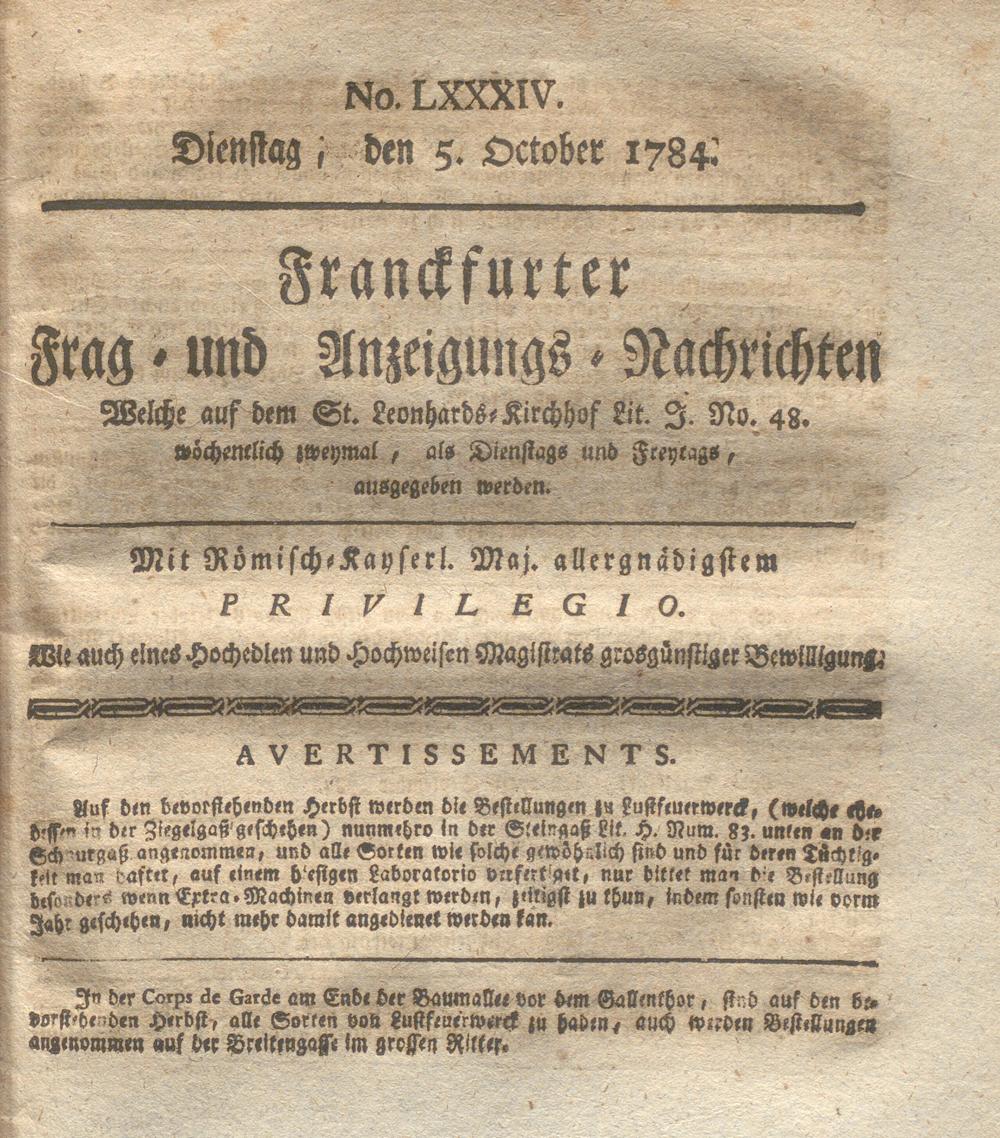 No. LXXXIV.
Dienstag, den 5. October 1784.
Franckfurter
Frag- und Anzeigungs-Nachrichten
Welche auf dem St. Leonhards-Kirchhof Lit. J. No. 48.
wöchentlich zweymal, als Dienstags und Freytags,
ausgegeben werden.
Mit Römisch-Kayserl. Maj. allergnädigstem
PRIVILEGIO.
Wie auch eines Hochedlen und Hochweisen Magistrats grosgünstiger Bewilligung.
AVERTISSEMENTS.
Auf den bevorstehenden Herbst werden die Bestellungen zu Lustfeuerwerck, (welche ehe-
dessen in der Ziegelgaß geschehen) nunmehro in der Steingaß Lit. H. Num. 83. unten an der
Schnurgaß angenommen, und alle Sorten wie solche gewöhnlich sind und für deren Tüchtig-
keit man haftet, auf einem hiesigen Laboratorio verfertiget, nur bittet man die Bestellung
besonders wenn Extra-Machinen verlangt werden, zeitigst zu thun, indem sonsten wie vorm
Jahr geschehen, nicht mehr damit angedienet werden kan.
In der Corps de Garde am Ende der Baumallee vor dem Gallenthor, sind auf den be-
vorstehenden Herbst, alle Sorten von Lustfeuerwerck zu haben, auch werden Bestellungen
angenommen auf der Breitengasse im grossen Ritter.